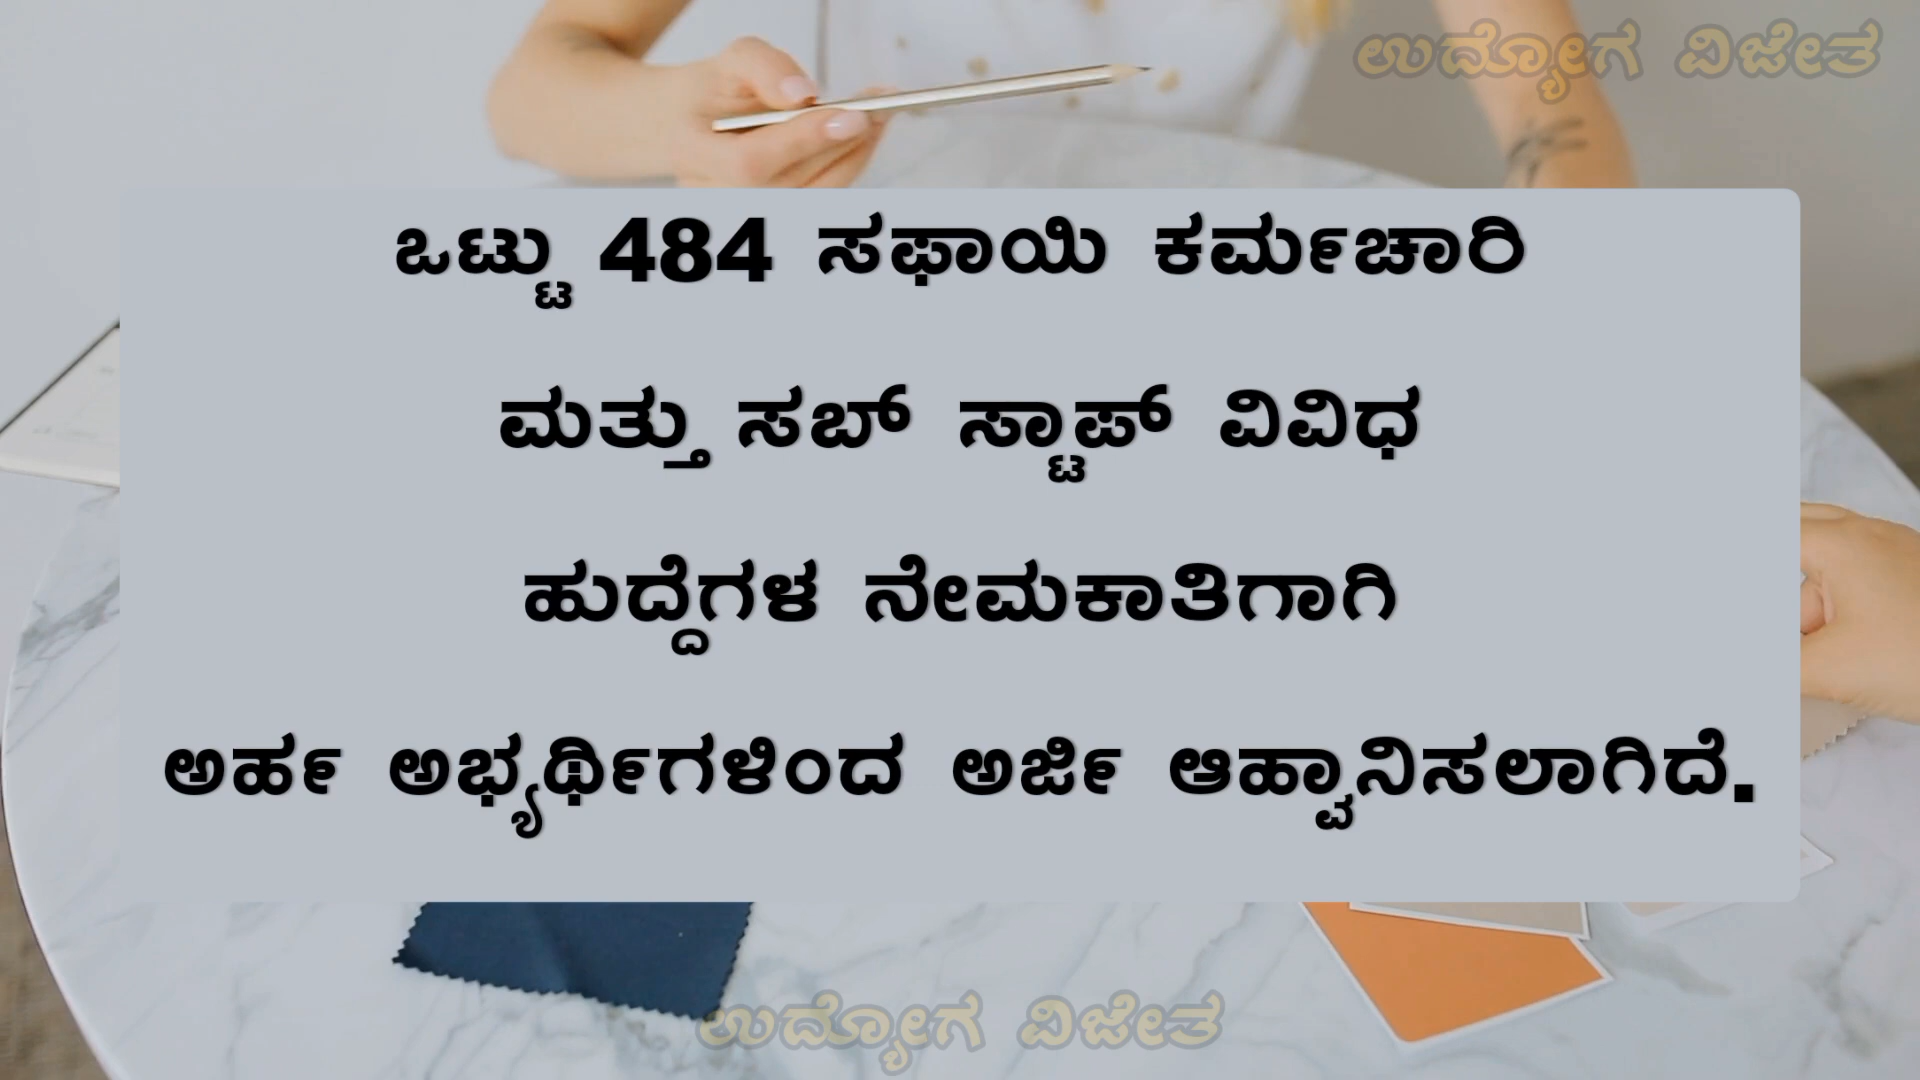 ಉದ್ಯೋಗ ವಿಜೇತ
ಒಟ್ಟು 484 ಸಫಾಯಿ ಕರ್ಮಚಾರಿ
ಮತ್ತು ಸಬ್ ಸ್ಟಾಪ್ ವಿವಿಧ
ಹುದ್ದೆಗಳ ನೇಮಕಾತಿಗಾಗಿ
ಅರ್ಹ ಅಭ್ಯರ್ಥಿಗಳಿಂದ ಅರ್ಜಿ ಆಹ್ವಾನಿಸಲಾಗಿದೆ.
ಉದ್ಯೋಗ ವಿಜೇತ